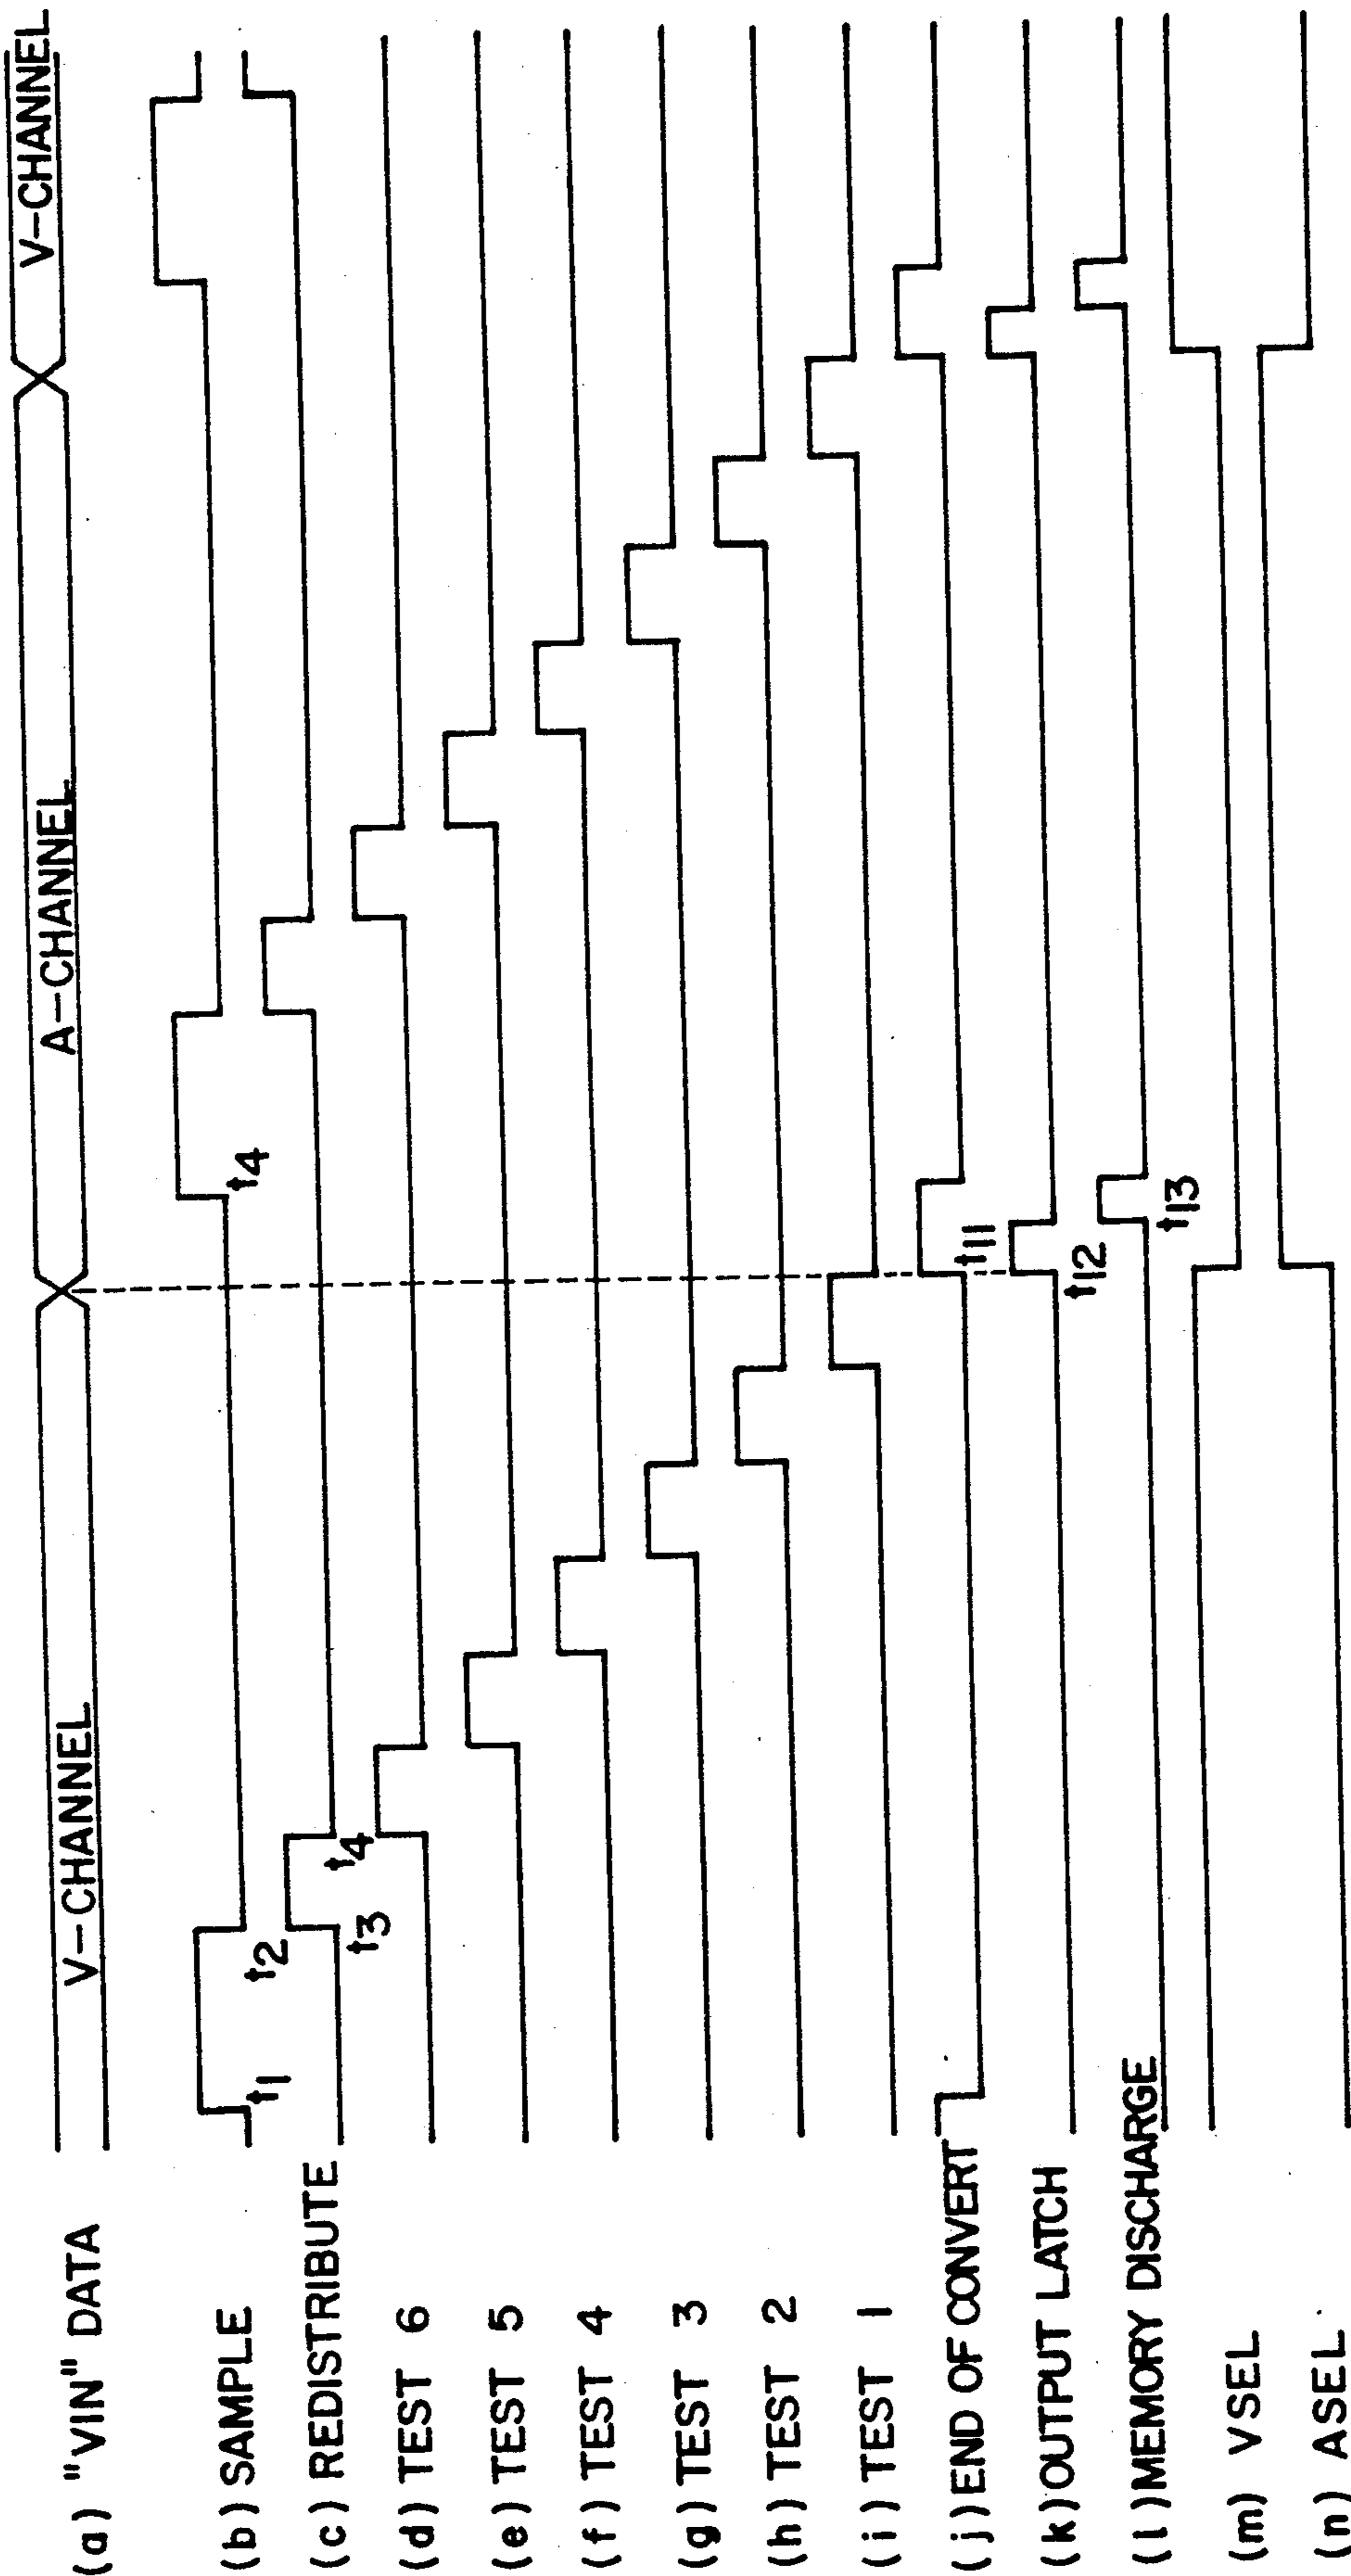 (a) "VIN" DATA
V-CHANNEL
A-CHANNEL
V-CHANNEL
(b) SAMPLE
t1
t2
t4
(c) REDISTRIBUTE
t3
t4
(d) TEST 6
(e) TEST 5
(f) TEST 4
(g) TEST 3
(h) TEST 2
(i) TEST 1
(j) END OF CONVERT
t11
(k) OUTPUT LATCH
t12
(l) MEMORY DISCHARGE
t13
(m) VSEL
(n) ASEL